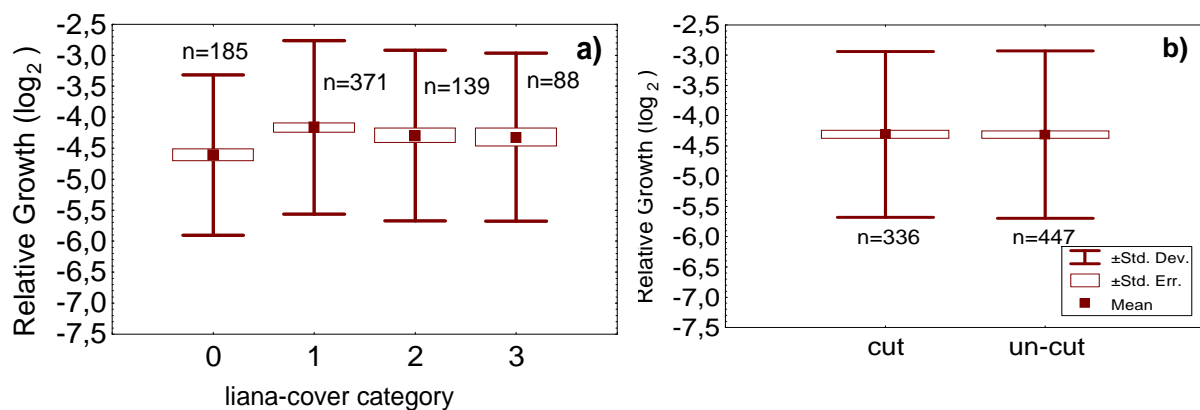 a)
Relative Growth (log2)
-2,5
-3,0
-3,5
-4,0
-4,5
-5,0
-5,5
-6,0
-6,5
-7,0
-7,5
n=185
n=371
n=139
n=88
0 1 2 3
liana-cover category
b)
Relative Growth (log2)
-2,5
-3,0
-3,5
-4,0
-4,5
-5,0
-5,5
-6,0
-6,5
-7,0
-7,5
n=336
n=447
cut un-cut
±Std. Dev.
±Std. Err.
Mean